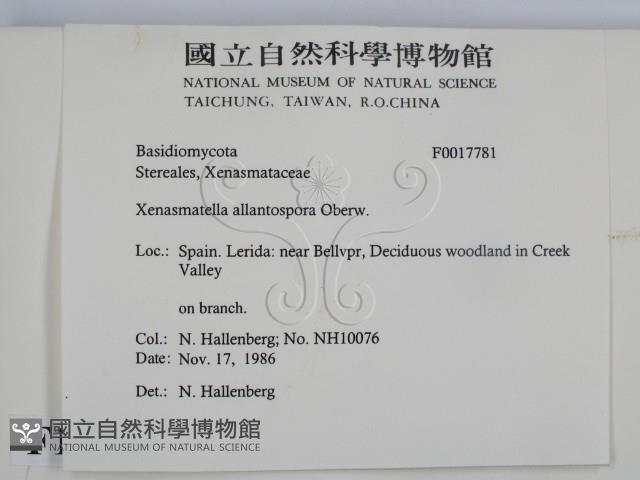 國立自然科學博物館
NATIONAL MUSEUM OF NATURAL SCIENCE
TAICHUNG, TAIWAN, R.O.CHINA
Basidiomycota F0017781
Stereales, Xenasmataceae
Xenasmatella allantospora Oberw.
Loc.: Spain. Lerida: near Bellvpr, Deciduous woodland in Creek
Valley
on branch.
Col.: N. Hallenberg; No. NH10076
Date: Nov. 17, 1986
Det.: N. Hallenberg
國立自然科學博物館
NATIONAL MUSEUM OF NATURAL SCIENCE